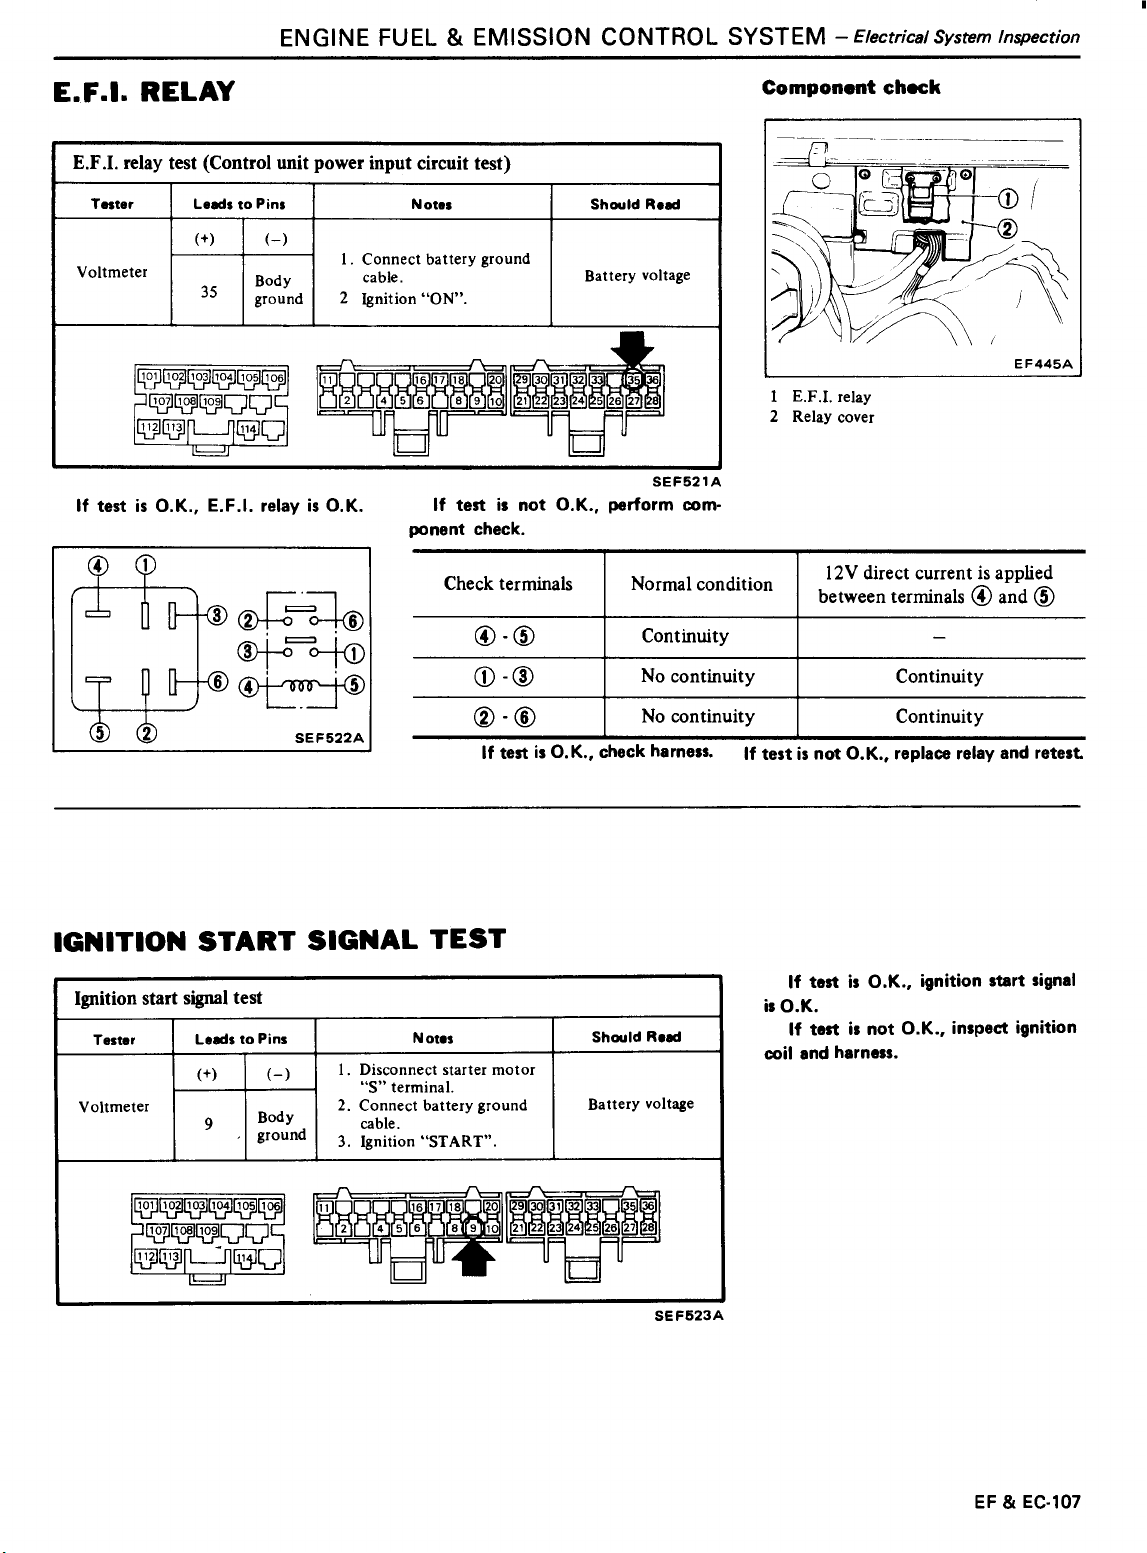 ENGINE FUEL & EMISSION CONTROL SYSTEM – Electrical System Inspection
E.F.I. RELAY
E.F.I. relay test (Control unit power input circuit test)
Tester Leads to Pins Notes Should Read
(+) (–)
Voltmeter 35 Body ground
1. Connect battery ground
cable.
2 Ignition “ON”.
Battery voltage
101 102 103 104 105 106
107 108 109
112 113 114
11 16 17 18 20
2 4 5 6 8 9 10
29 30 31 32 33 35 36
21 22 23 24 25 26 27 28
SEF521A
If test is O.K., E.F.I. relay is O.K.
If test is not O.K., perform com-
ponent check.
Component check
1
2
EF445A
1 E.F.I. relay
2 Relay cover
4 1
3
6
5 2
2 6
3 1
4 5
SEF522A
Check terminals Normal condition 12V direct current is applied
between terminals ④ and ⑤
④ - ⑤ Continuity –
① - ③ No continuity Continuity
② - ⑥ No continuity Continuity
If test is O.K., check harness. If test is not O.K., replace relay and retest.
IGNITION START SIGNAL TEST
Ignition start signal test
Tester Leads to Pins Notes Should Read
(+) (–)
Voltmeter 9 Body ground
1. Disconnect starter motor
“S” terminal.
2. Connect battery ground
cable.
3. Ignition “START”.
Battery voltage
101 102 103 104 105 106
107 108 109
112 113 114
11 16 17 18 20
2 4 5 6 8 9 10
29 30 31 32 33 35 36
21 22 23 24 25 26 27 28
SEF523A
If test is O.K., ignition start signal
is O.K.
If test is not O.K., inspect ignition
coil and harness.
EF & EC-107